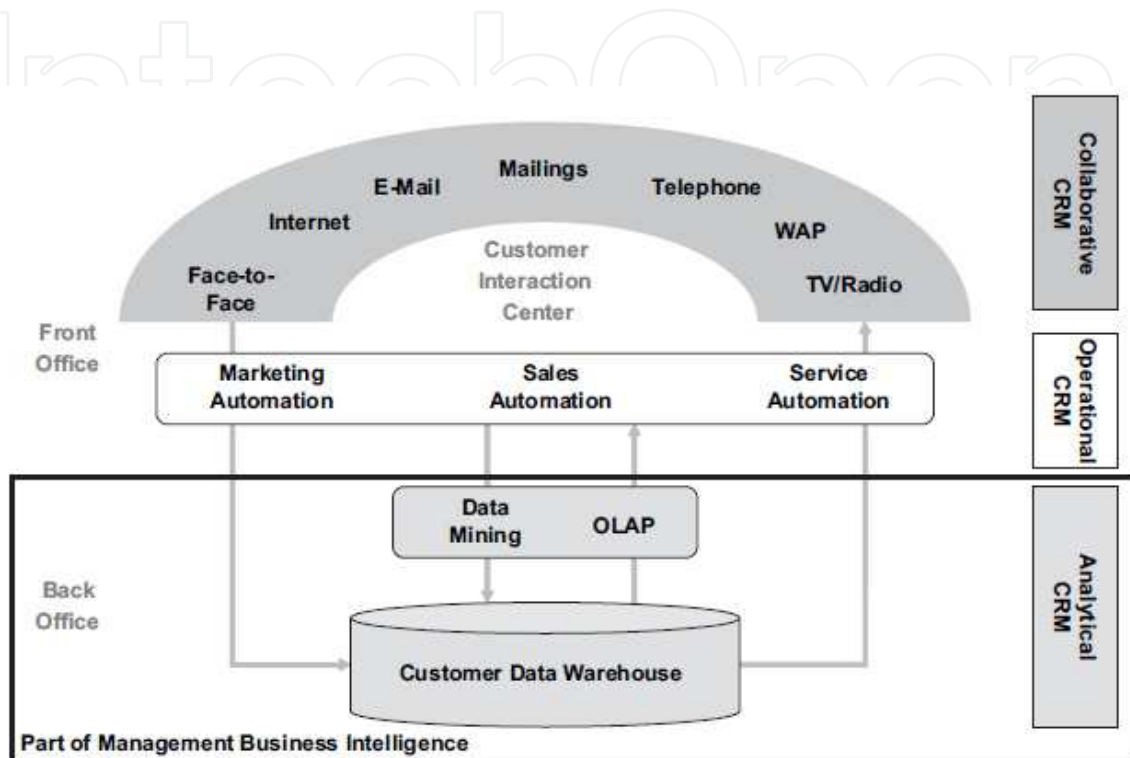 IntechOpen
Mailings
E-Mail
Telephone
Internet
WAP
Customer
Interaction
Center
Face-to-
Face
TV/Radio
Collaborative
CRM
Front
Office
Marketing
Automation
Sales
Automation
Service
Automation
Operational
CRM
Data
Mining
OLAP
Back
Office
Customer Data Warehouse
Analytical
CRM
Part of Management Business Intelligence